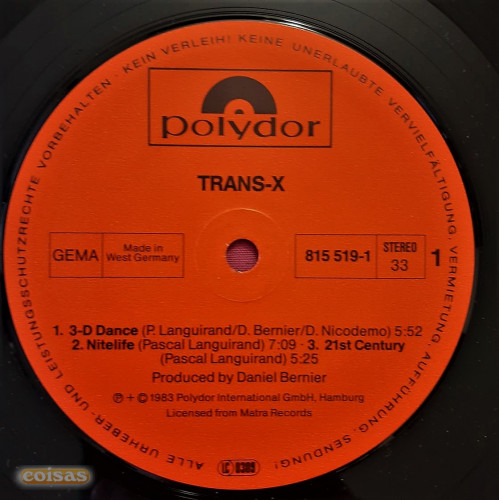 ALLE URHEBER- UND LEISTUNGSSCHUTZRECHTE VORBEHALTEN · KEIN VERLEIH! KEINE UNERLAUBTE VERVIELFÄLTIGUNG, VERMIETUNG, AUFFÜHRUNG, SENDUNG!
polydor
TRANS-X
GEMA
Made in
West Germany
815 519-1
STEREO
33
1
1. 3-D Dance (P. Languirand/D. Bernier/D. Nicodemo) 5:52
2. Nitelife (Pascal Languirand) 7:09 · 3. 21st Century
(Pascal Languirand) 5:25
Produced by Daniel Bernier
℗ + © 1983 Polydor International GmbH, Hamburg
Licensed from Matra Records
LC 0309
coisas